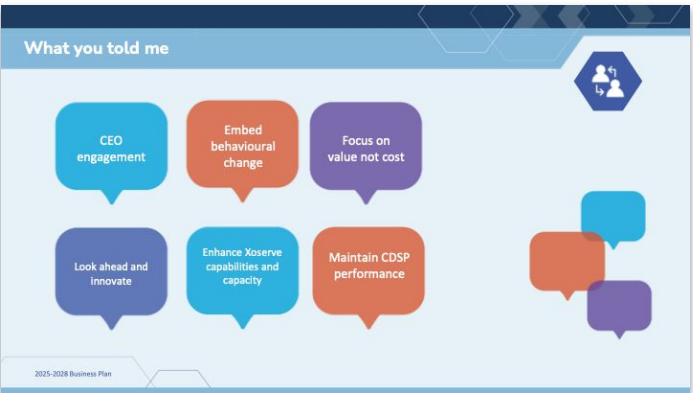 What you told me
CEO
engagement
Embed
behavioural
change
Focus on
value not cost
Look ahead and
innovate
Enhance Xoserve
capabilities and
capacity
Maintain CDSP
performance
2025-2028 Business Plan